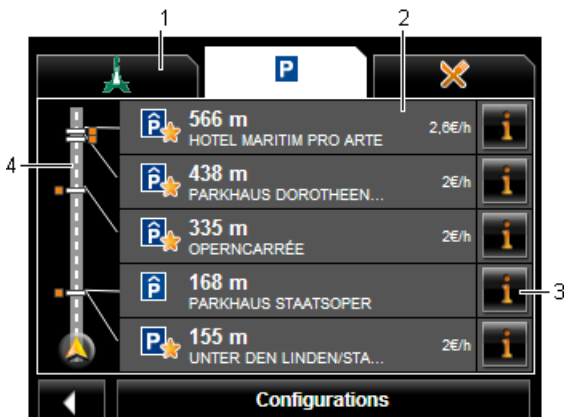 1
2
P
P
566 m
HOTEL MARITIM PRO ARTE
2,6€/h
i
4
P
438 m
PARKHAUS DOROTHEEN...
2€/h
i
P
335 m
OPERNCARRÉE
2€/h
i
P
168 m
PARKHAUS STAATSOPER
i
3
P
155 m
UNTER DEN LINDEN/STA...
2€/h
i
Configurations